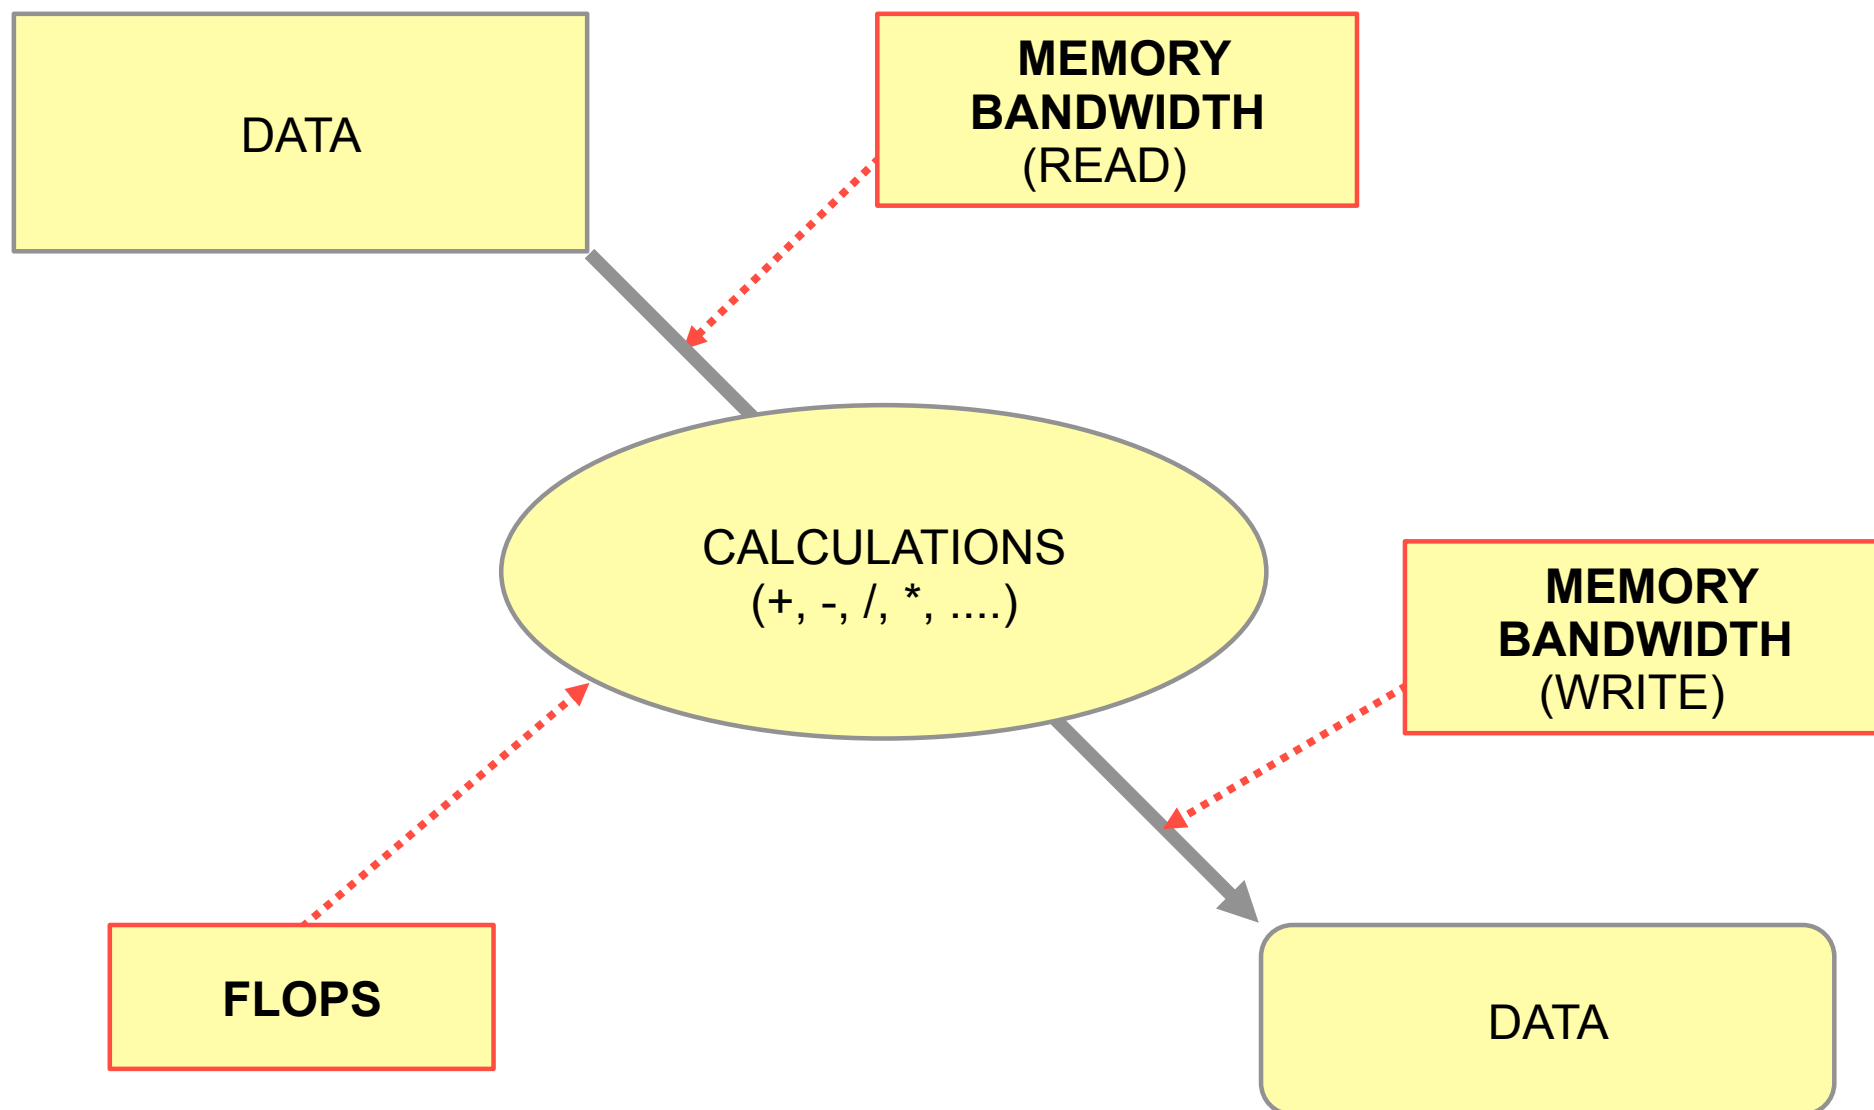 DATA
MEMORY
BANDWIDTH
(READ)
CALCULATIONS
(+, -, /, *, ....)
MEMORY
BANDWIDTH
(WRITE)
FLOPS
DATA